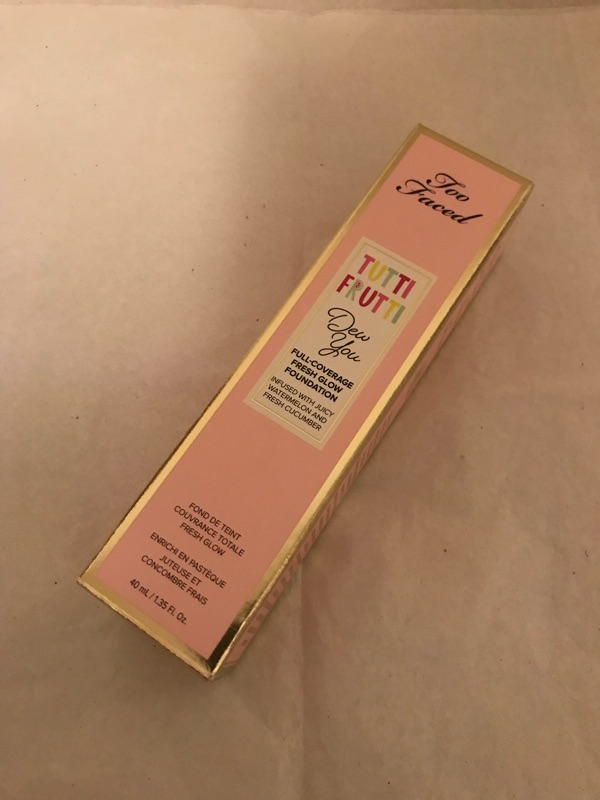 Too
Faced
TUTTI
FRUTTI
Dew
You
FULL-COVERAGE
FRESH GLOW
FOUNDATION
INFUSED WITH JUICY
WATERMELON AND
FRESH CUCUMBER
FOND DE TEINT
COUVRANCE TOTALE
FRESH GLOW
ENRICHI EN PASTÈQUE
JUTEUSE ET
CONCOMBRE FRAIS
40 mL / 1.35 Fl. Oz.